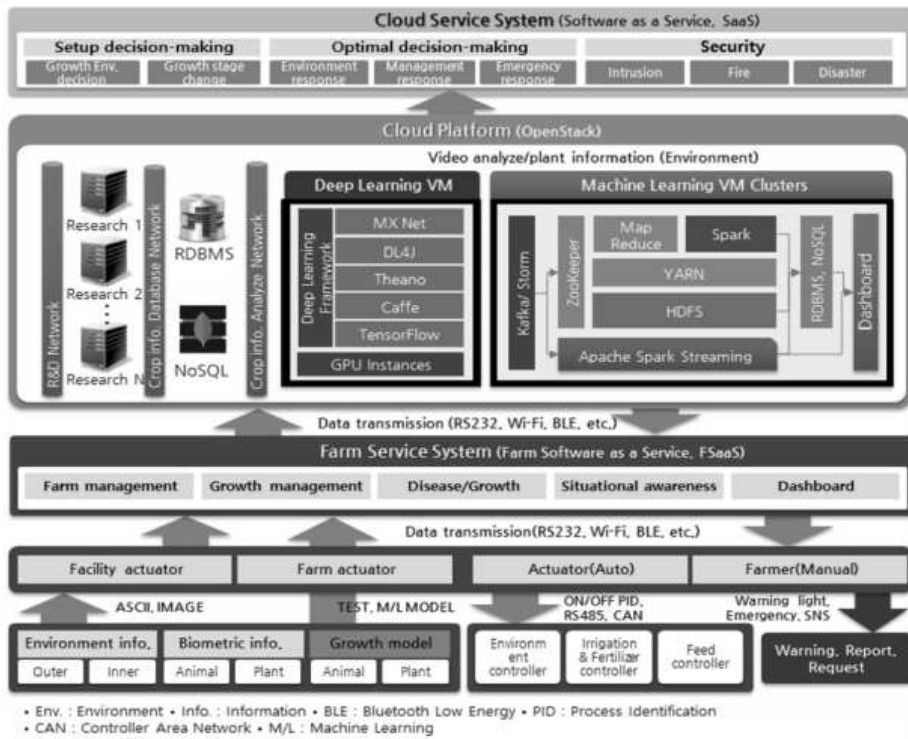 Cloud Service System (Software as a Service, SaaS)
Setup decision-making
Optimal decision-making
Security
Growth Env. decision
Growth stage change
Environment response
Management response
Emergency response
Intrusion
Fire
Disaster
Cloud Platform (OpenStack)
Video analyze/plant information (Environment)
R&D Network
Research 1
Research 2
Research N
Crop info. Database Network
RDBMS
NoSQL
Crop info. Analyze Network
Deep Learning VM
Deep Learning Framework
MX Net
DL4J
Theano
Caffe
TensorFlow
GPU Instances
Machine Learning VM Clusters
Kafka/ Storm
ZooKeeper
Map Reduce
Spark
YARN
HDFS
Apache Spark Streaming
RDBMS, NoSQL
Dashboard
Data transmission (RS232, Wi-Fi, BLE, etc.)
Farm Service System (Farm Software as a Service, FSaaS)
Farm management
Growth management
Disease/Growth
Situational awareness
Dashboard
Data transmission(RS232, Wi-Fi, BLE, etc.)
Facility actuator
Farm actuator
Actuator(Auto)
Farmer(Manual)
ASCII, IMAGE
TEST, M/L MODEL
ON/OFF PID,
RS485, CAN
Warning light,
Emergency, SNS
Environment info.
Biometric info.
Growth model
Outer
Inner
Animal
Plant
Animal
Plant
Environm
ent
controller
Irrigation
& Fertilizer
controller
Feed
controller
Warning, Report,
Request
• Env. : Environment • Info. : Information • BLE : Bluetooth Low Energy • PID : Process Identification
• CAN : Controller Area Network • M/L : Machine Learning